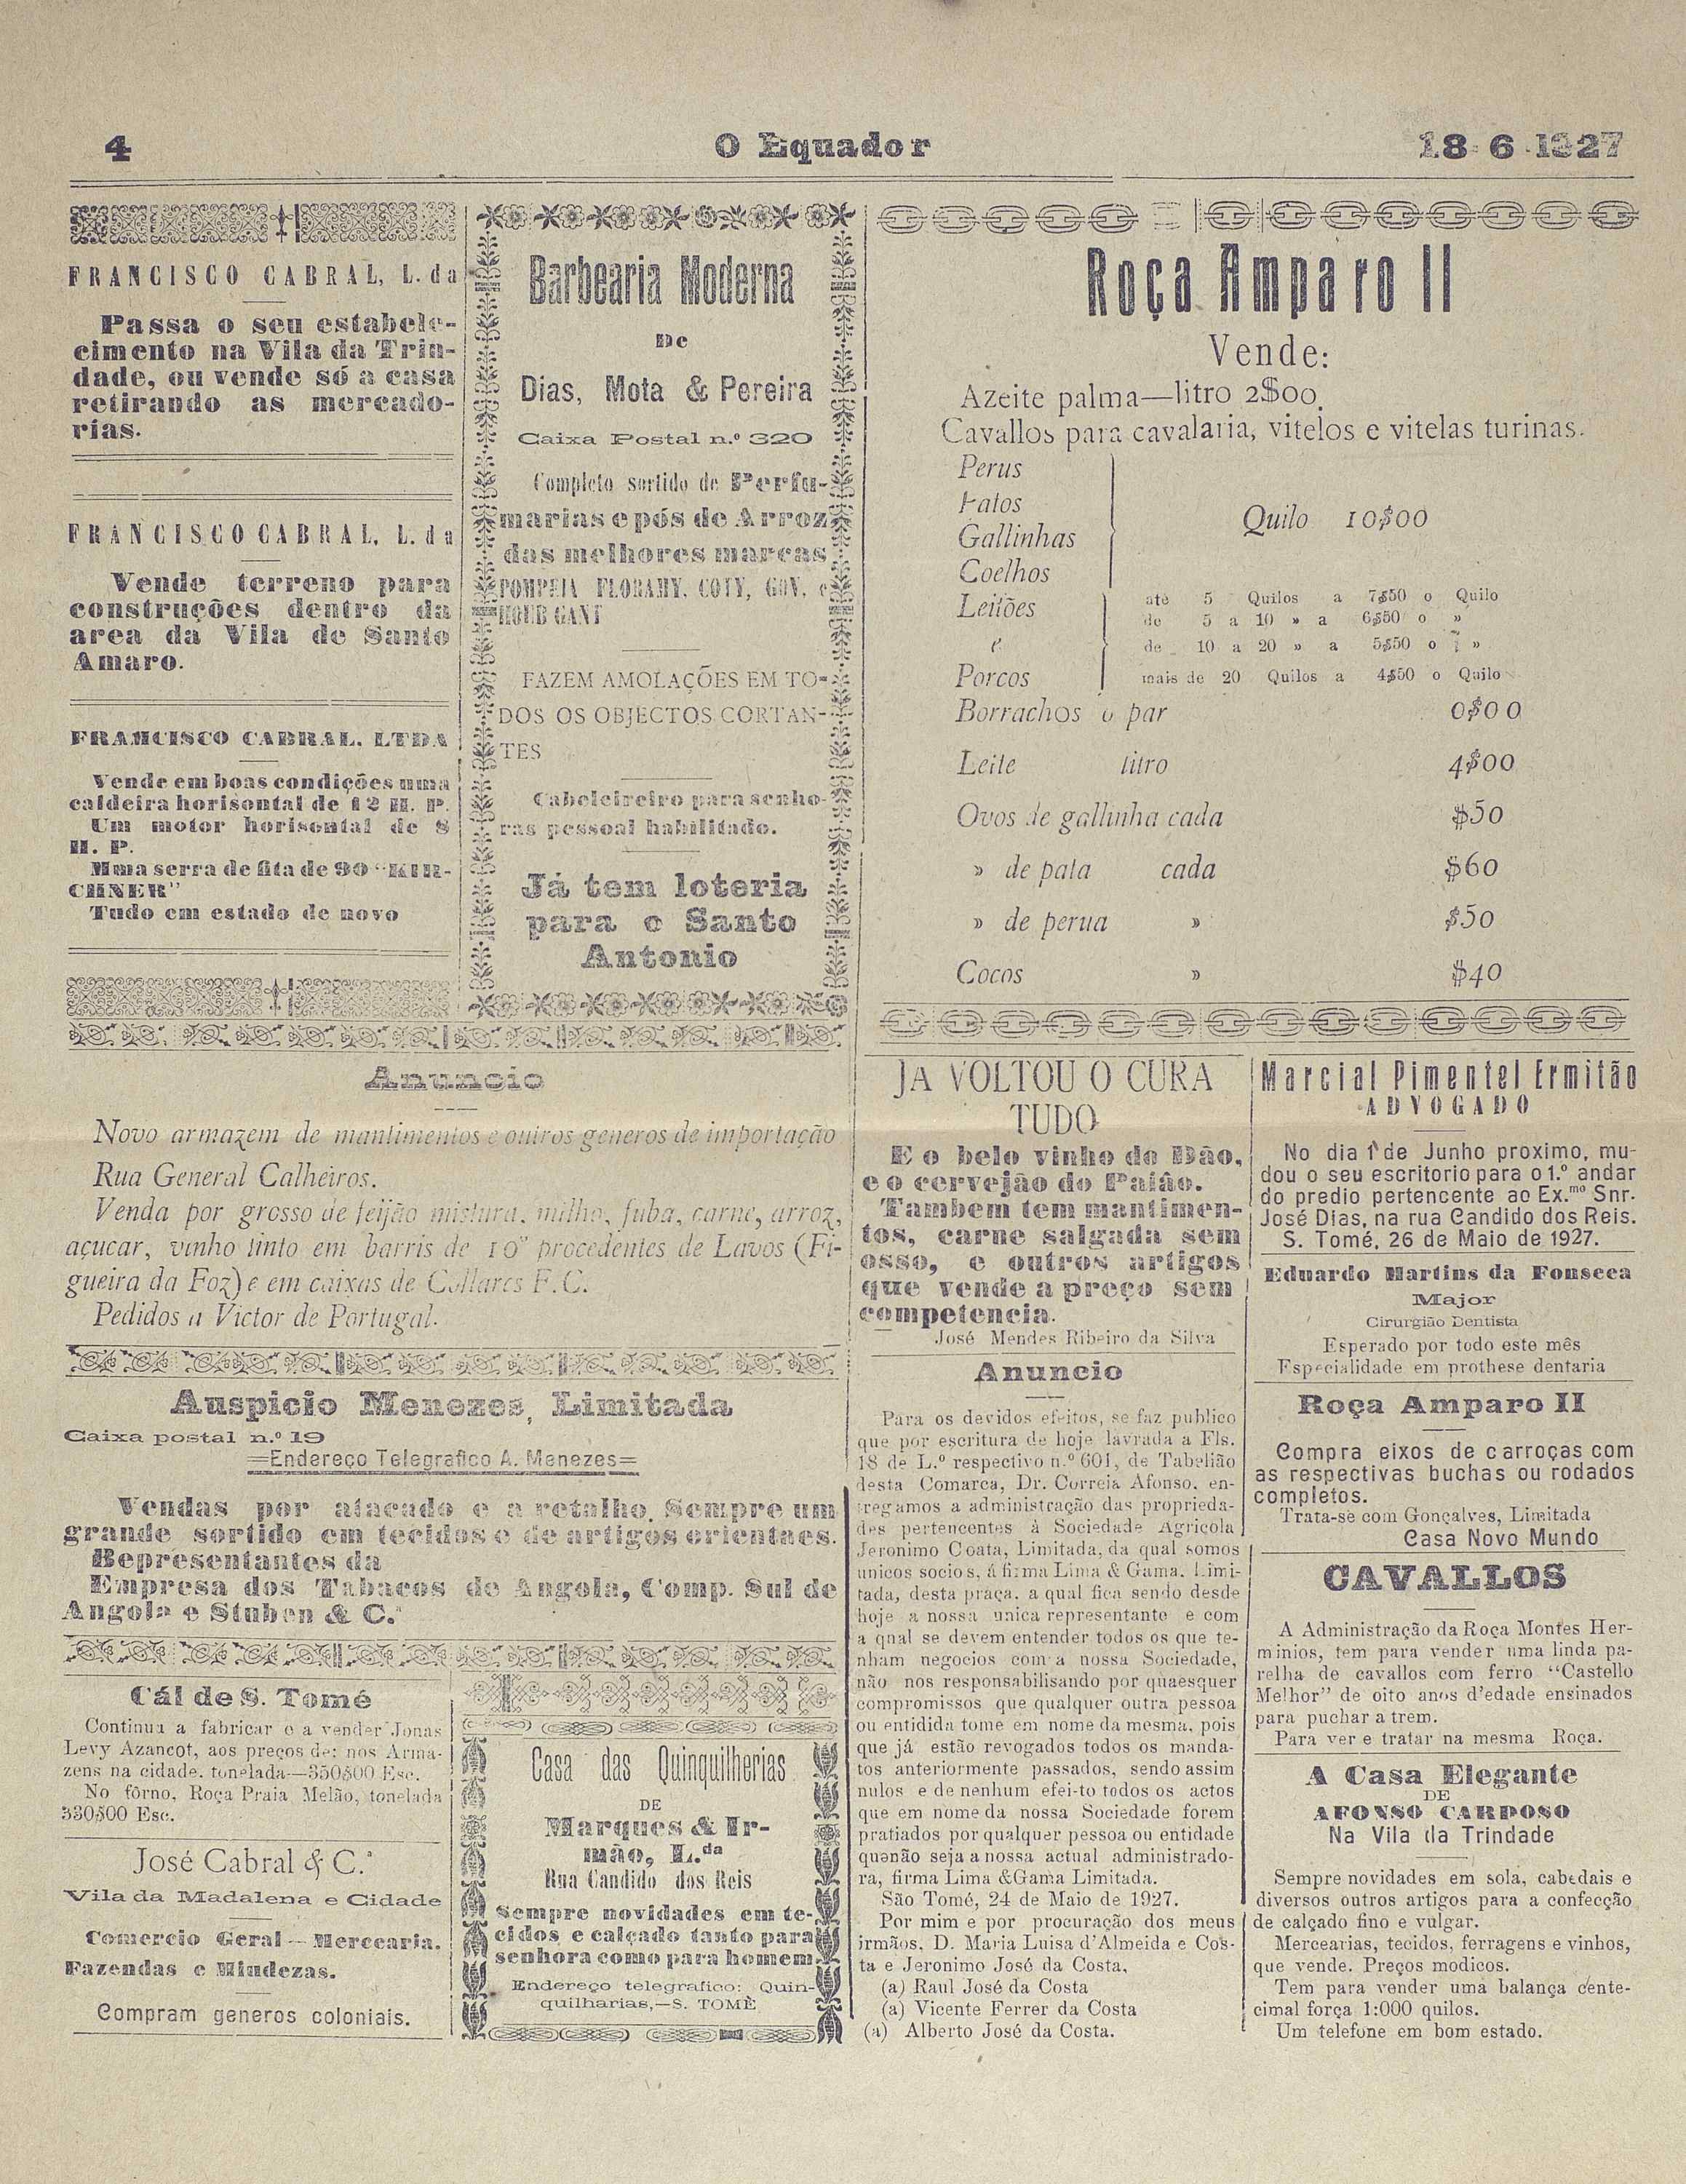 4
O Equador
18-6-1927
FRANCISCO CABRAL, L.da
Passa o seu estabele-
cimento na Vila da Trin-
dade, ou vende só a casa
retirando as mercado-
rias.
FRANCISCO CABRAL, L.da
Vende terreno para
construções dentro da
area da Vila de Santo
Amaro.
FRAMCISCO CABRAL. LTDA
Vende em boas condições uma
caldeira horisontal de 12 H. P.
Um motor horisontal de 8
H. P.
Mma serra de fita de 90 "KIR-
CHNER"
Tudo em estado de novo
Barbearia Moderna
De
Dias, Mota & Pereira
Caixa Postal n.º 320
Completo sortido de Perfu-
marias e pós de Arroz
das melhores marcas
POMPEIA FLORAMY, COTY, GOV. e
HOUBGANT
FAZEM AMOLAÇÕES EM TO-
DOS OS OBJECTOS CORTAN-
TES
Cabeleireiro para senho-
ras pessoal habilitado.
Já tem loteria
para o Santo
Antonio
Roça Amparo II
Vende:
Azeite palma—litro 2$00.
Cavallos para cavalaria, vitelos e vitelas turinas.
Perus
Patos
Gallinhas
Coelhos
Quilo 10$00
Leitões
e
Porcos
até 5 Quilos a 7$50 o Quilo
de 5 a 10 » a 6$50 o »
de 10 a 20 » a 5$50 o »
mais de 20 Quilos a 4$50 o Quilo
Borrachos o par 0$00
Leite litro 4$00
Ovos de gallinha cada $50
» de pata cada $60
» de perua » $50
Cocos » $40
Anuncio
Novo armazem de mantimentos e outros generos de importação
Rua General Calheiros.
Venda por grosso de feijão mistura, milho, fuba, carne, arroz,
açucar, vinho tinto em barris de 10º procedentes de Lavos (Fi-
gueira da Foz) e em caixas de Collares F.C.
Pedidos a Victor de Portugal.
Auspicio Menezes, Limitada
Caixa postal n.º 19
=Endereço Telegrafico A. Menezes=
Vendas por atacado e a retalho. Sempre um
grande sortido em tecidos e de artigos orientaes.
Representantes da
Empresa dos Tabacos de Angola, Comp. Sul de
Angola e Stuben & C.ª
Cál de S. Tomé
Continua a fabricar e a vender Jonas
Levy Azancot, aos preços de: nos Arma-
zens na cidade. tonelada—350$00 Esc.
No fôrno, Roça Praia Melão, tonelada
330$00 Esc.
José Cabral & C.ª
Vila da Madalena e Cidade
Comercio Geral—Mercearia.
Fazendas e Miudezas.
Compram generos coloniais.
Casa das Quinquilherias
DE
Marques & Ir-
mão, L.da
Rua Candido dos Reis
Sempre novidades em te-
cidos e calçado tanto para
senhora como para homem.
Endereço telegrafico: Quin-
quilharias,—S. TOMÈ
JA VOLTOU O CURA
TUDO
E o belo vinho do Dão,
e o cervejão do Paião.
Tambem tem mantimen-
tos, carne salgada sem
osso, e outros artigos
que vende a preço sem
competencia.
José Mendes Ribeiro da Silva
Anuncio
Para os devidos efeitos, se faz publico
que por escritura de hoje lavrada a Fls.
18 de L.º respectivo n.º 601, de Tabelião
desta Comarca, Dr. Correia Afonso, en-
tregamos a administração das proprieda-
des pertencentes à Sociedade Agricola
Jeronimo Coata, Limitada, da qual somos
unicos socios, á firma Lima & Gama. Limi-
tada, desta praça, a qual fica sendo desde
hoje a nossa unica representante e com
a qnal se devem entender todos os que te-
nham negocios com a nossa Sociedade,
não nos responsabilisando por quaesquer
compromissos que qualquer outra pessoa
ou entidida tome em nome da mesma, pois
que já estão revogados todos os manda-
tos anteriormente passados, sendo assim
nulos e de nenhum efei-to todos os actos
que em nome da nossa Sociedade forem
pratiados por qualquer pessoa ou entidade
quenão seja a nossa actual administrado-
ra, firma Lima &Gama Limitada.
São Tomé, 24 de Maio de 1927.
Por mim e por procuração dos meus
irmãos, D. Maria Luisa d'Almeida e Cos-
ta e Jeronimo José da Costa,
(a) Raul José da Costa
(a) Vicente Ferrer da Costa
(a) Alberto José da Costa.
Marcial Pimentel Ermitão
ADVOGADO
No dia 1º de Junho proximo, mu-
dou o seu escritorio para o 1.º andar
do predio pertencente ao Ex.mo Snr.
José Dias, na rua Candido dos Reis.
S. Tomé, 26 de Maio de 1927.
Eduardo Martins da Fonseca
Major
Cirurgião Dentista
Esperado por todo este mês
Especialidade em prothese dentaria
Roça Amparo II
Compra eixos de carroças com
as respectivas buchas ou rodados
completos.
Trata-se com Gonçalves, Limitada
Casa Novo Mundo
CAVALLOS
A Administração da Roça Montes Her-
minios, tem para vender uma linda pa-
relha de cavallos com ferro "Castello
Melhor" de oito anos d'edade ensinados
para puchar a trem.
Para ver e tratar na mesma Roça.
A Casa Elegante
DE
AFONSO CARDOSO
Na Vila da Trindade
Sempre novidades em sola, cabedais e
diversos outros artigos para a confecção
de calçado fino e vulgar.
Mercearias, tecidos, ferragens e vinhos,
que vende. Preços modicos.
Tem para vender uma balança cente-
cimal força 1:000 quilos.
Um telefone em bom estado.